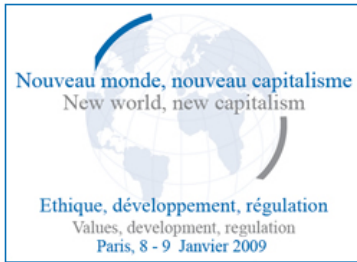 Nouveau monde, nouveau capitalisme
New world, new capitalism
Ethique, développement, régulation
Values, development, regulation
Paris, 8 - 9 Janvier 2009